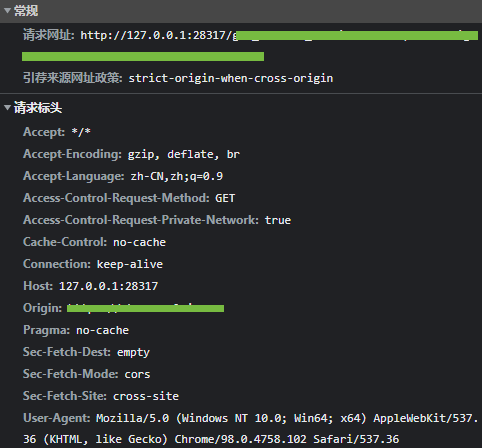 常规
请求网址: http://127.0.0.1:28317/
引荐来源网址政策: strict-origin-when-cross-origin
请求标头
Accept: */*
Accept-Encoding: gzip, deflate, br
Accept-Language: zh-CN,zh;q=0.9
Access-Control-Request-Method: GET
Access-Control-Request-Private-Network: true
Cache-Control: no-cache
Connection: keep-alive
Host: 127.0.0.1:28317
Origin:
Pragma: no-cache
Sec-Fetch-Dest: empty
Sec-Fetch-Mode: cors
Sec-Fetch-Site: cross-site
User-Agent: Mozilla/5.0 (Windows NT 10.0; Win64; x64) AppleWebKit/537.
36 (KHTML, like Gecko) Chrome/98.0.4758.102 Safari/537.36